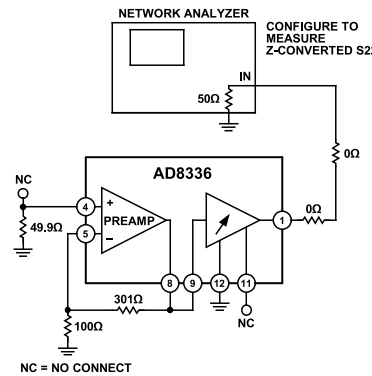 NETWORK ANALYZER
CONFIGURE TO
MEASURE
Z-CONVERTED S22
IN
50Ω
0Ω
AD8336
NC
0Ω
4
+
PREAMP
1
49.9Ω
5
–
8
9
12
11
301Ω
NC
100Ω
NC = NO CONNECT